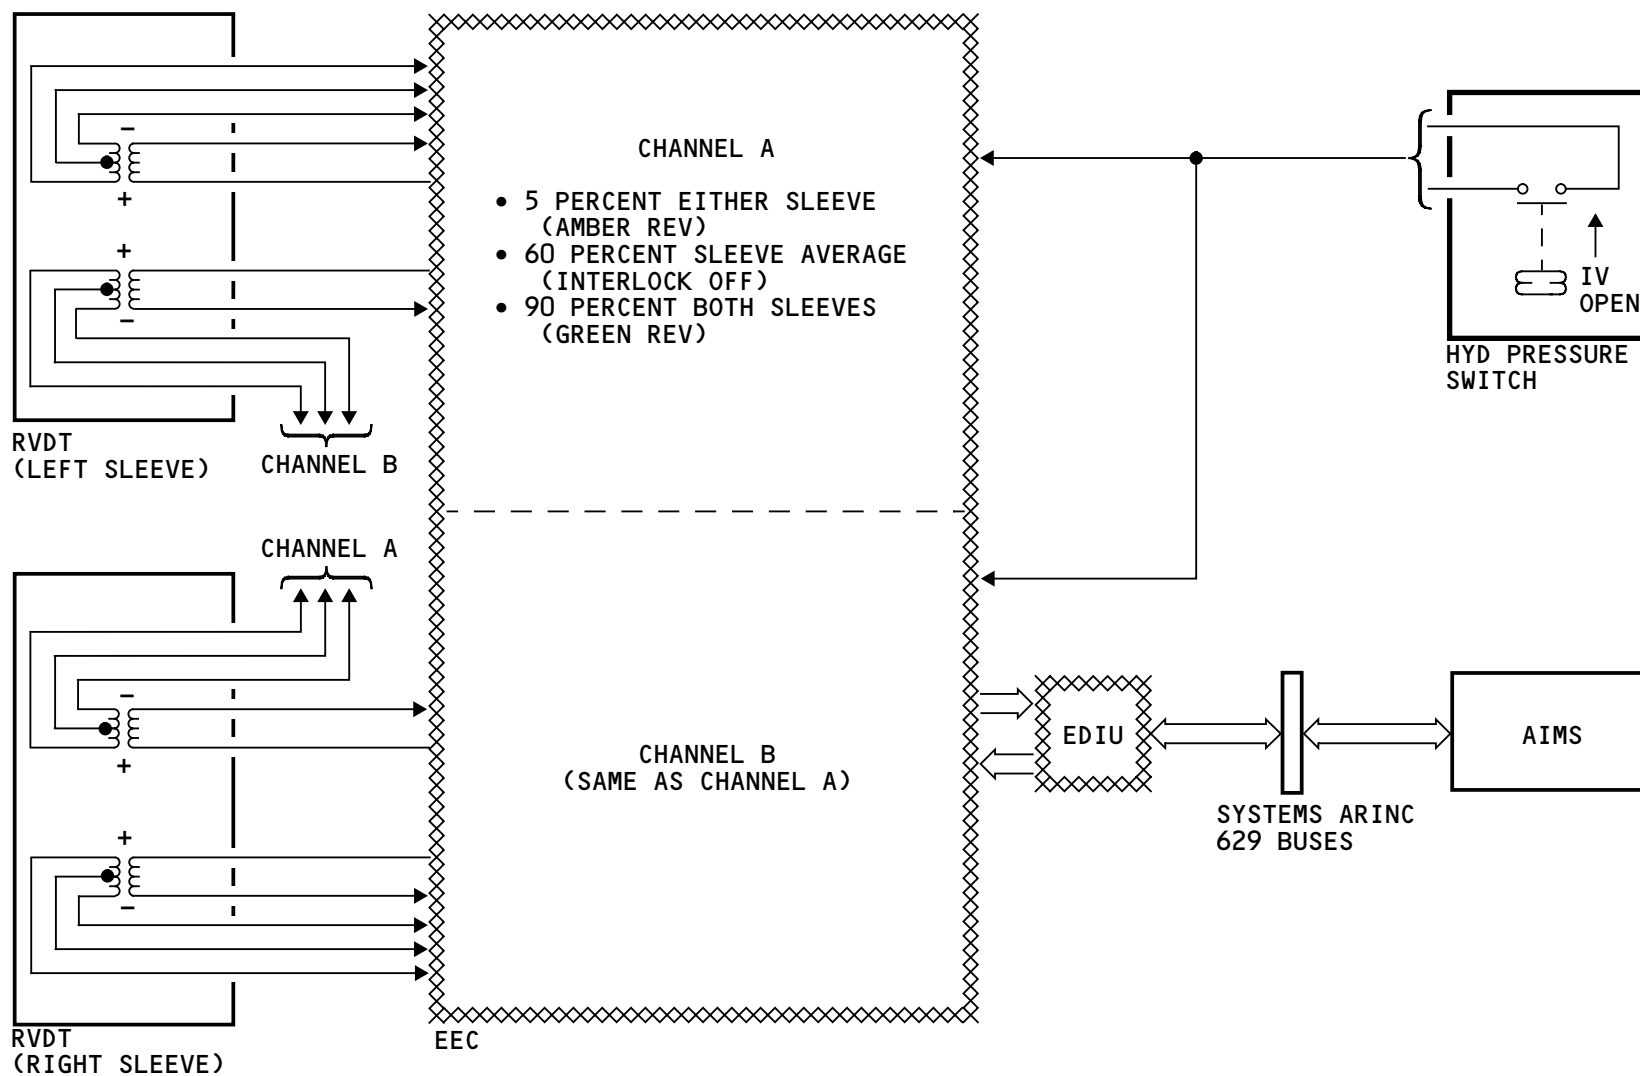 CHANNEL A
• 5 PERCENT EITHER SLEEVE
(AMBER REV)
• 60 PERCENT SLEEVE AVERAGE
(INTERLOCK OFF)
• 90 PERCENT BOTH SLEEVES
(GREEN REV)
−
+
+
−
RVDT
(LEFT SLEEVE)
CHANNEL B
IV
OPEN
HYD PRESSURE
SWITCH
CHANNEL A
−
+
+
−
RVDT
(RIGHT SLEEVE)
CHANNEL B
(SAME AS CHANNEL A)
EEC
EDIU
SYSTEMS ARINC
629 BUSES
AIMS